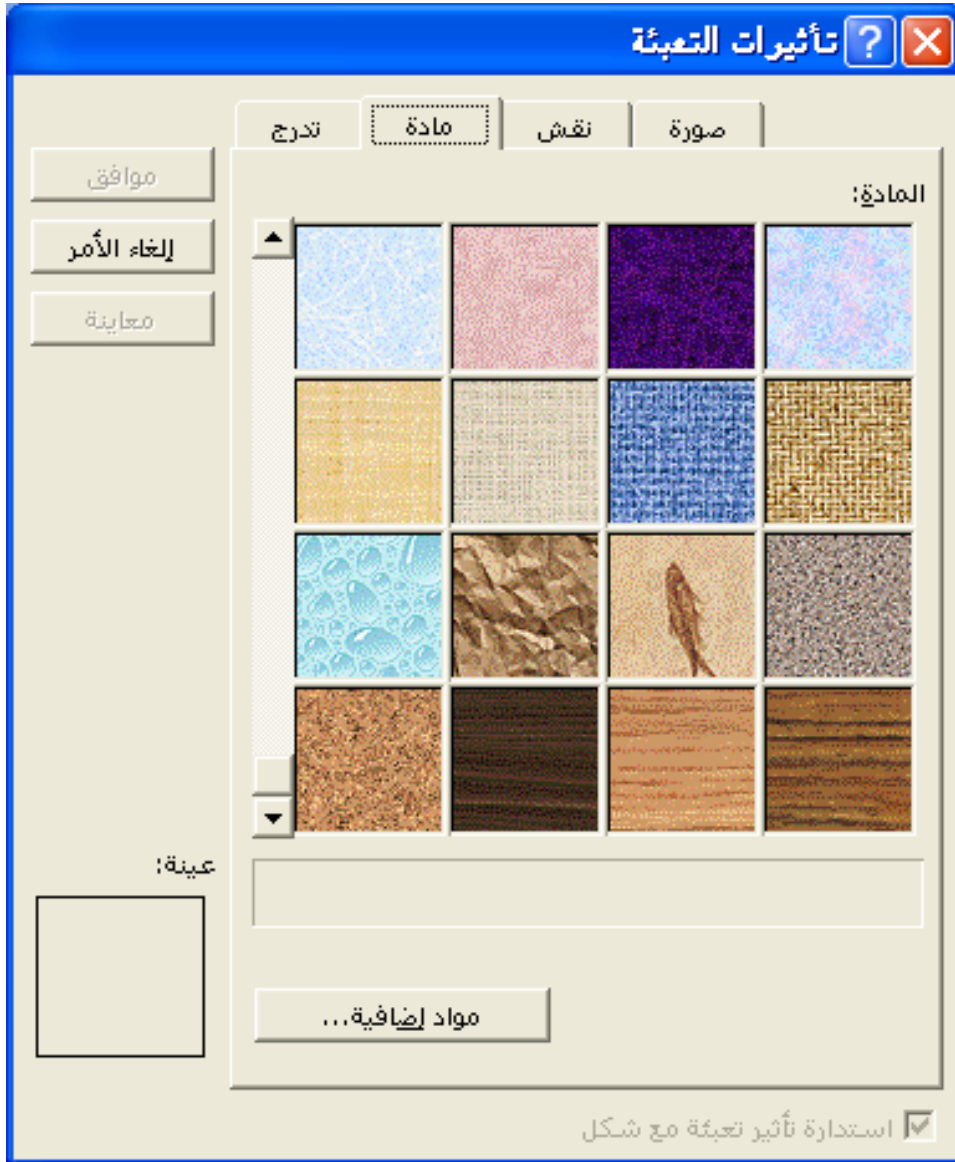 تأثيرات التعبئة
تدرج
مادة
نقش
صورة
موافق
إلغاء الأمر
معاينة
المادة:
عينة:
مواد إضافية...
استدارة تأثير تعبئة مع شكل